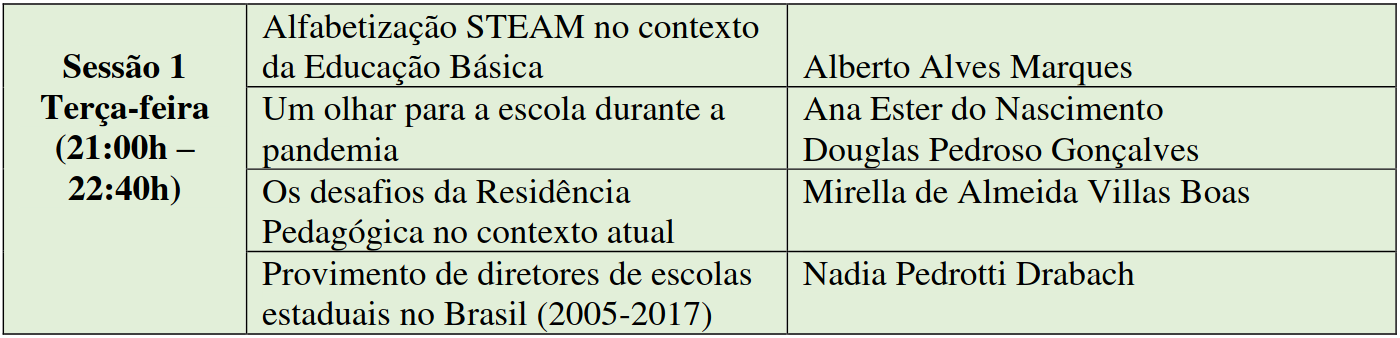 Sessão 1
Terça-feira
(21:00h –
22:40h)
Alfabetização STEAM no contexto
da Educação Básica
Alberto Alves Marques
Um olhar para a escola durante a
pandemia
Ana Ester do Nascimento
Douglas Pedroso Gonçalves
Os desafios da Residência
Pedagógica no contexto atual
Mirella de Almeida Villas Boas
Provimento de diretores de escolas
estaduais no Brasil (2005-2017)
Nadia Pedrotti Drabach